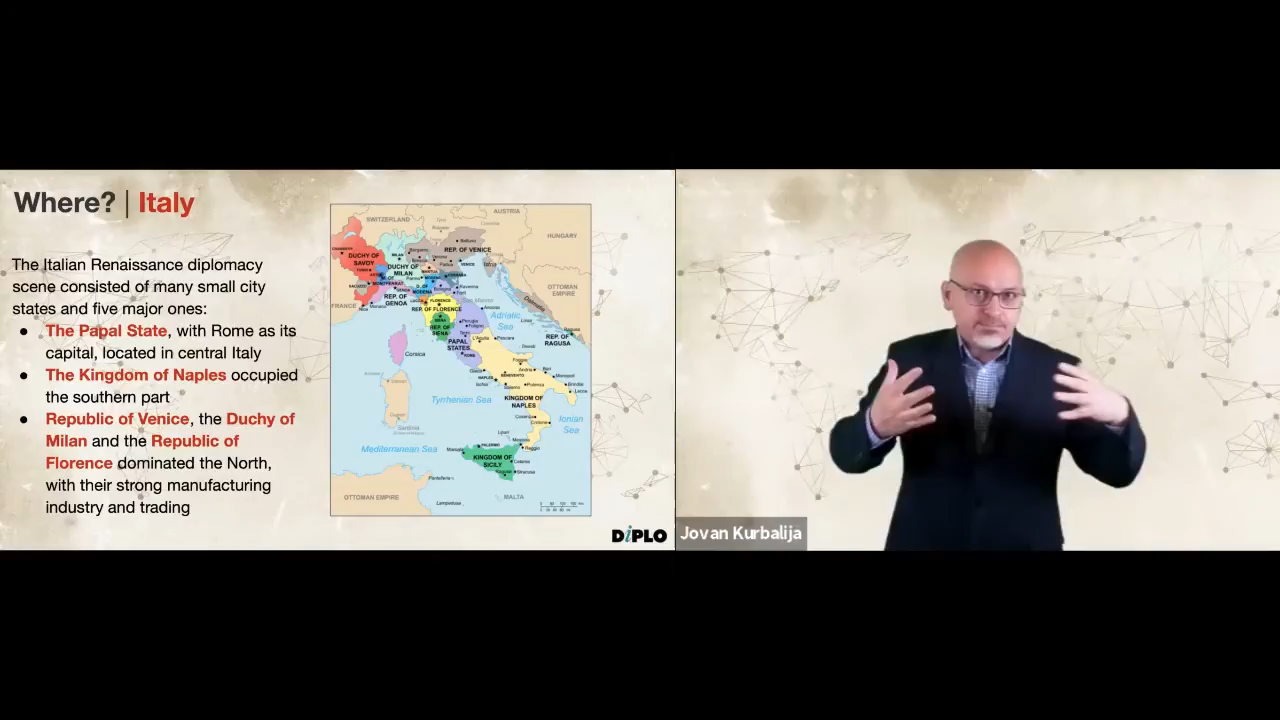 Where? | Italy
The Italian Renaissance diplomacy
scene consisted of many small city
states and five major ones:
● The Papal State, with Rome as its
capital, located in central Italy
● The Kingdom of Naples occupied
the southern part
● Republic of Venice, the Duchy of
Milan and the Republic of
Florence dominated the North,
with their strong manufacturing
industry and trading
SWITZERLAND
AUSTRIA
HUNGARY
REP. OF VENICE
DUCHY OF
SAVOY
DUCHY OF
MILAN
OTTOMAN
EMPIRE
FRANCE
REP. OF
GENOA
REP. OF FLORENCE
REP. OF
SIENA
Adriatic
Sea
PAPAL
STATES
REP. OF
RAGUSA
Corsica
Tyrrhenian Sea
KINGDOM OF
NAPLES
Ionian
Sea
Mediterranean Sea
KINGDOM OF
SICILY
OTTOMAN EMPIRE
MALTA
DiPLO
Jovan Kurbalija